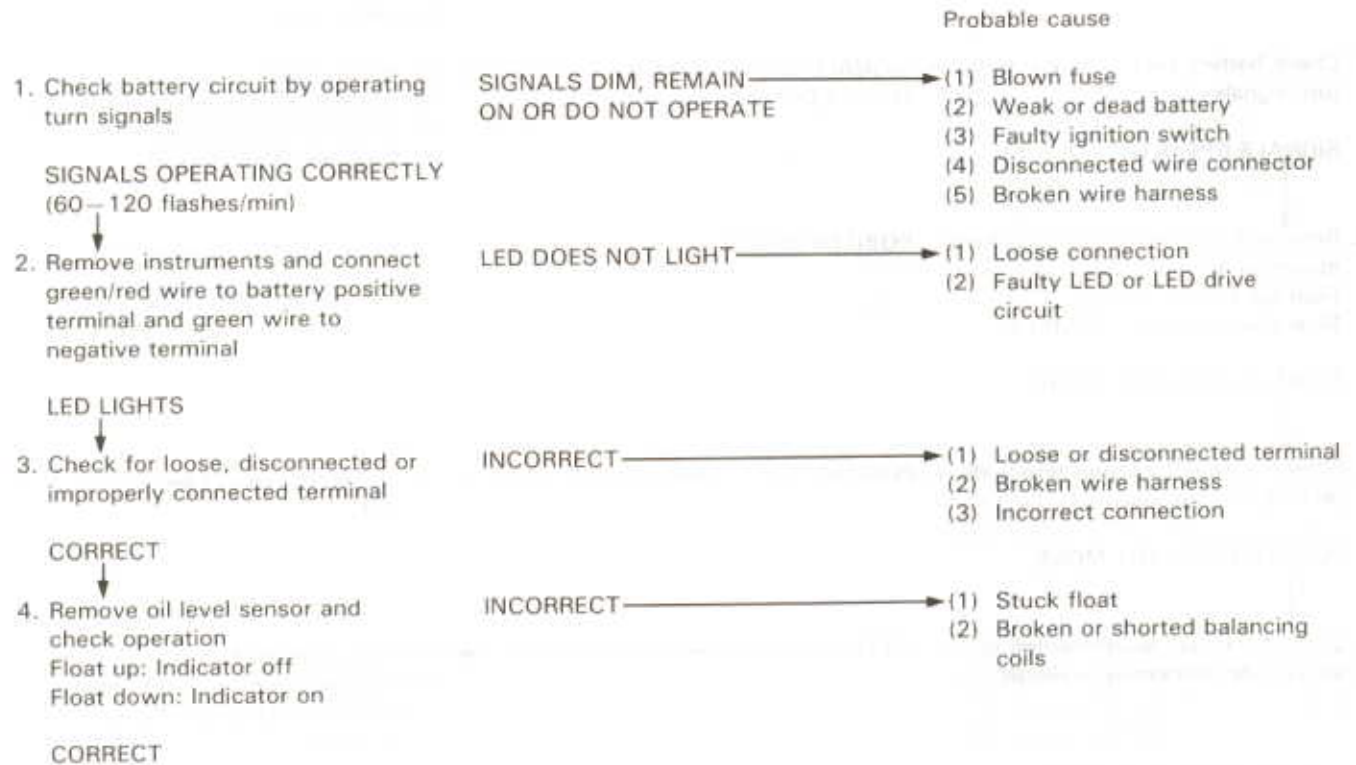 Probable cause
1. Check battery circuit by operating
turn signals
SIGNALS DIM, REMAIN
ON OR DO NOT OPERATE
(1) Blown fuse
(2) Weak or dead battery
(3) Faulty ignition switch
(4) Disconnected wire connector
(5) Broken wire harness
SIGNALS OPERATING CORRECTLY
(60–120 flashes/min)
2. Remove instruments and connect
green/red wire to battery positive
terminal and green wire to
negative terminal
LED DOES NOT LIGHT
(1) Loose connection
(2) Faulty LED or LED drive
circuit
LED LIGHTS
3. Check for loose, disconnected or
improperly connected terminal
INCORRECT
(1) Loose or disconnected terminal
(2) Broken wire harness
(3) Incorrect connection
CORRECT
4. Remove oil level sensor and
check operation
Float up: Indicator off
Float down: Indicator on
INCORRECT
(1) Stuck float
(2) Broken or shorted balancing
coils
CORRECT